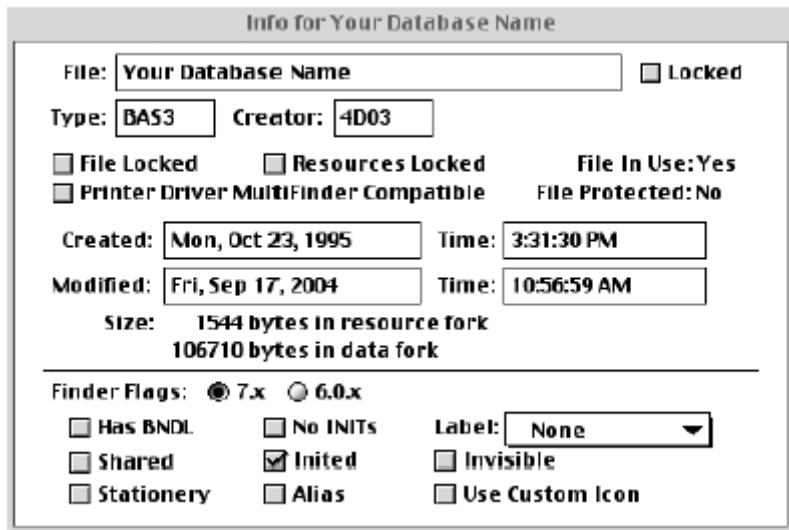 Info for Your Database Name
File: Your Database Name Locked
Type: BAS3 Creator: 4D03
File Locked Resources Locked File In Use: Yes
Printer Driver MultiFinder Compatible File Protected: No
Created: Mon, Oct 23, 1995 Time: 3:31:30 PM
Modified: Fri, Sep 17, 2004 Time: 10:56:59 AM
Size: 1544 bytes in resource fork
106710 bytes in data fork
Finder Flags: 7.x 6.0.x
Has BNDL No INITs Label: None
Shared Inited Invisible
Stationery Alias Use Custom Icon